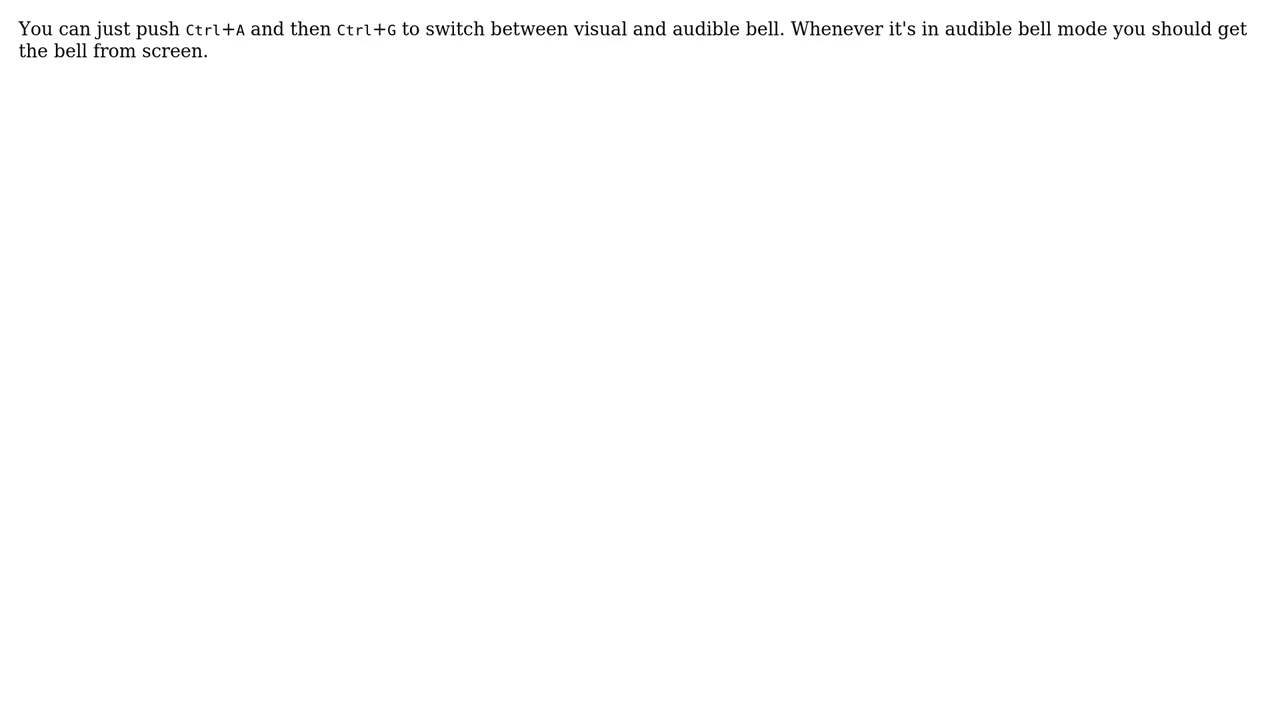 You can just push Ctrl+A and then Ctrl+G to switch between visual and audible bell. Whenever it's in audible bell mode you should get
the bell from screen.